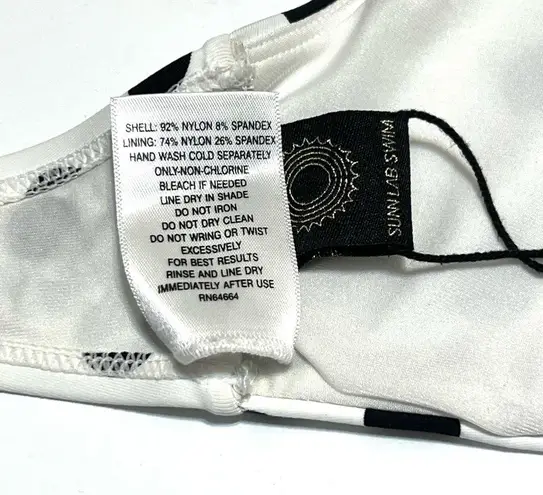 SHELL: 92% NYLON 8% SPANDEX
LINING: 74% NYLON 26% SPANDEX
HAND WASH COLD SEPARATELY
ONLY-NON-CHLORINE
BLEACH IF NEEDED
LINE DRY IN SHADE
DO NOT IRON
DO NOT DRY CLEAN
DO NOT WRING OR TWIST
EXCESSIVELY
FOR BEST RESULTS
RINSE AND LINE DRY
IMMEDIATELY AFTER USE
RN64664
SUNN LAB SWIM